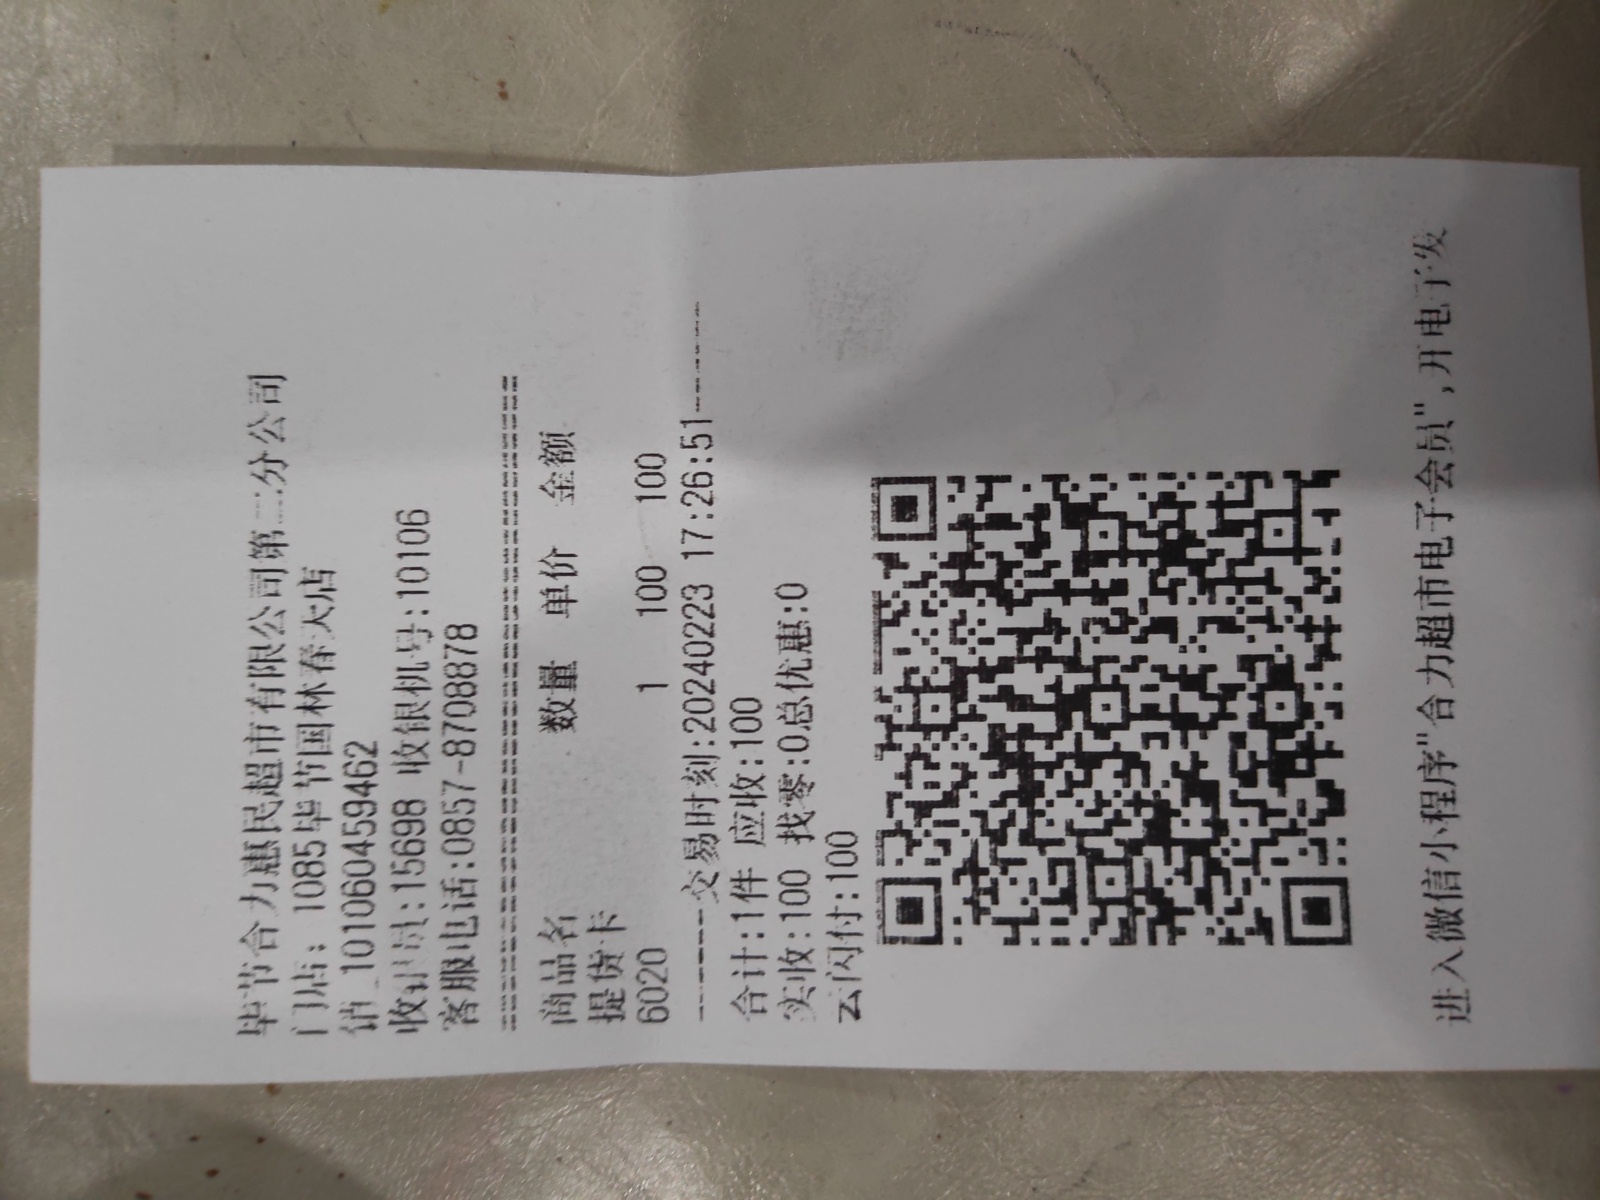 毕节合力惠民超市有限公司第二分公司
门店: 1085毕节国林春天店
销_101060459462
收银员:15698 收银机号:10106
客服电话:0857-8708878
================================
商品名 数量 单价 金额
提货卡
6020 1 100 100
------交易时刻:20240223 17:26:51------
合计:1件 应收:100
实收:100 找零:0总优惠:0
云闪付:100
进入微信小程序"合力超市电子会员",开电子发